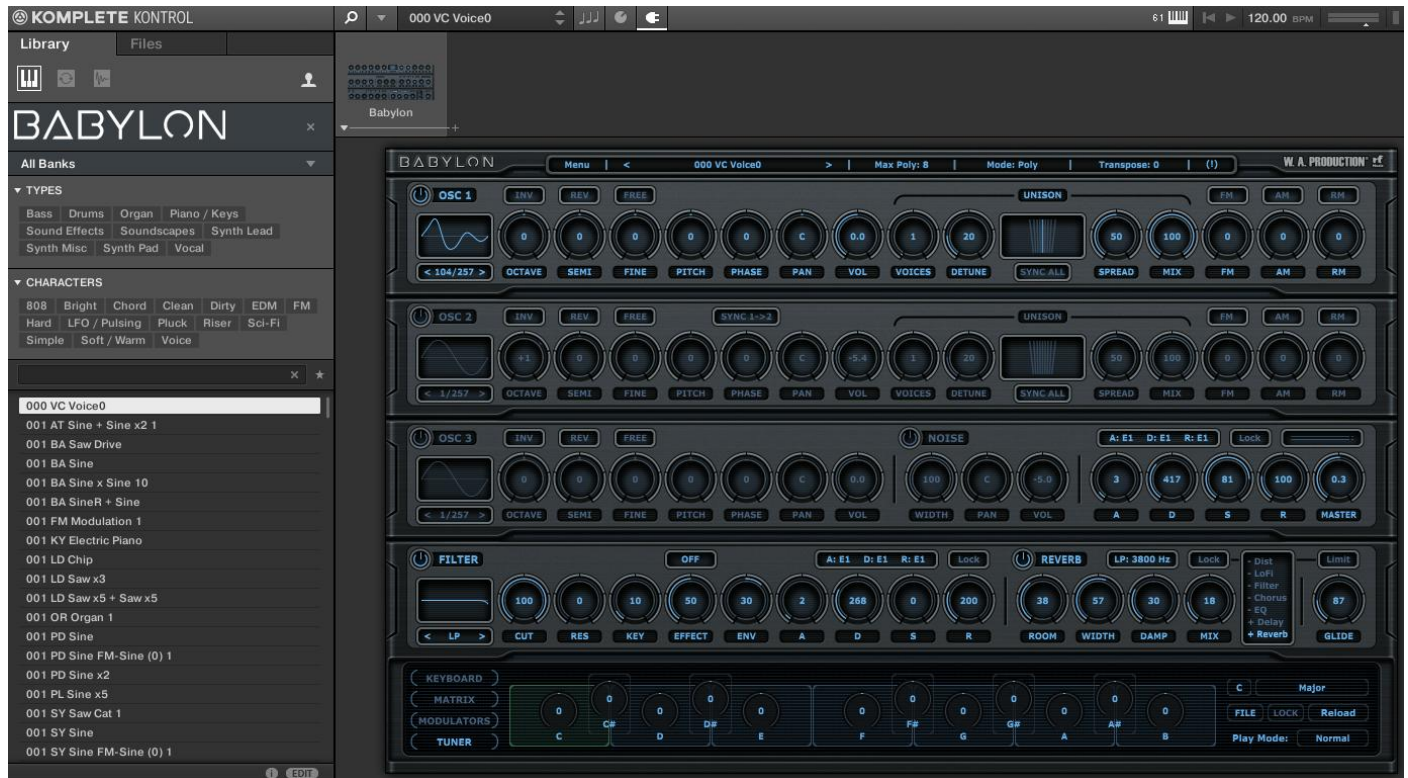 KOMPLETE KONTROL
000 VC Voice0
61
120.00 BPM
Library Files
BABYLON ×
All Banks
TYPES
Bass Drums Organ Piano / Keys
Sound Effects Soundscapes Synth Lead
Synth Misc Synth Pad Vocal
CHARACTERS
808 Bright Chord Clean Dirty EDM FM
Hard LFO / Pulsing Pluck Riser Sci-Fi
Simple Soft / Warm Voice
000 VC Voice0
001 AT Sine + Sine x2 1
001 BA Saw Drive
001 BA Sine
001 BA Sine x Sine 10
001 BA SineR + Sine
001 FM Modulation 1
001 KY Electric Piano
001 LD Chip
001 LD Saw x3
001 LD Saw x5 + Saw x5
001 OR Organ 1
001 PD Sine
001 PD Sine FM-Sine (0) 1
001 PD Sine x2
001 PL Sine x5
001 SY Saw Cat 1
001 SY Sine
001 SY Sine FM-Sine (0) 1
EDIT
Babylon
BABYLON Menu | < 000 VC Voice0 > | Max Poly: 8 | Mode: Poly | Transpose: 0 | (!) W. A. PRODUCTION
OSC 1 INV REV FREE UNISON FM AM RM
0 0 0 0 0 C 0.0 1 20 50 100 0 0 0
< 104/257 > OCTAVE SEMI FINE PITCH PHASE PAN VOL VOICES DETUNE SYNC ALL SPREAD MIX FM AM RM
OSC 2 INV REV FREE SYNC 1->2 UNISON FM AM RM
+1 0 0 0 0 C -5.4 1 20 50 100 0 0 0
< 1/257 > OCTAVE SEMI FINE PITCH PHASE PAN VOL VOICES DETUNE SYNC ALL SPREAD MIX FM AM RM
OSC 3 INV REV FREE NOISE A: E1 D: E1 R: E1 Lock
0 0 0 0 0 C 0.0 100 C -5.0 3 417 81 100 0.3
< 1/257 > OCTAVE SEMI FINE PITCH PHASE PAN VOL WIDTH PAN VOL A D S R MASTER
FILTER OFF A: E1 D: E1 R: E1 Lock REVERB LP: 3800 Hz Lock Limit
- Dist
- LoFi
- Filter
- Chorus
- EQ
- Delay
+ Reverb
100 0 10 50 30 2 268 0 200 38 57 30 18 87
< LP > CUT RES KEY EFFECT ENV A D S R ROOM WIDTH DAMP MIX GLIDE
KEYBOARD
MATRIX
MODULATORS
TUNER
0 0 0 0 0 0 0 0 0 0 0 0
C C# D D# E F F# G G# A A# B
C Major
FILE LOCK Reload
Play Mode: Normal